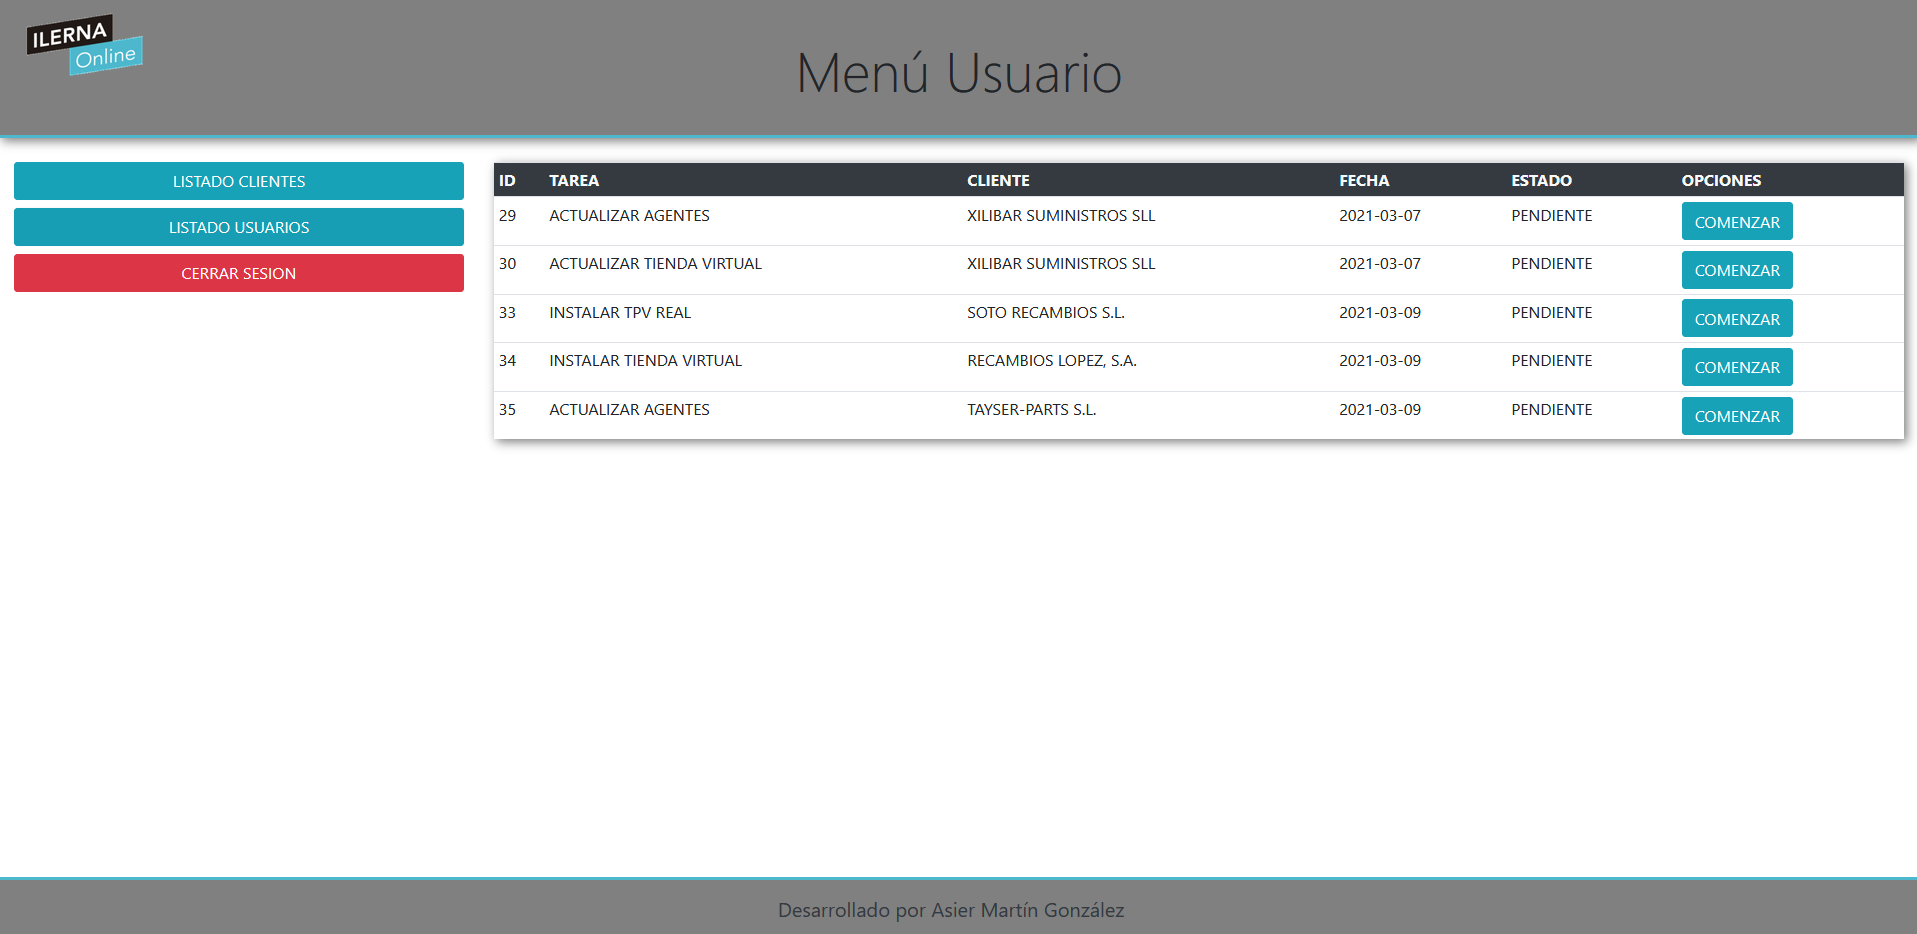 ILERNA
Online
Menú Usuario
LISTADO CLIENTES
LISTADO USUARIOS
CERRAR SESION
ID TAREA CLIENTE FECHA ESTADO OPCIONES
29 ACTUALIZAR AGENTES XILIBAR SUMINISTROS SLL 2021-03-07 PENDIENTE COMENZAR
30 ACTUALIZAR TIENDA VIRTUAL XILIBAR SUMINISTROS SLL 2021-03-07 PENDIENTE COMENZAR
33 INSTALAR TPV REAL SOTO RECAMBIOS S.L. 2021-03-09 PENDIENTE COMENZAR
34 INSTALAR TIENDA VIRTUAL RECAMBIOS LOPEZ, S.A. 2021-03-09 PENDIENTE COMENZAR
35 ACTUALIZAR AGENTES TAYSER-PARTS S.L. 2021-03-09 PENDIENTE COMENZAR
Desarrollado por Asier Martín González